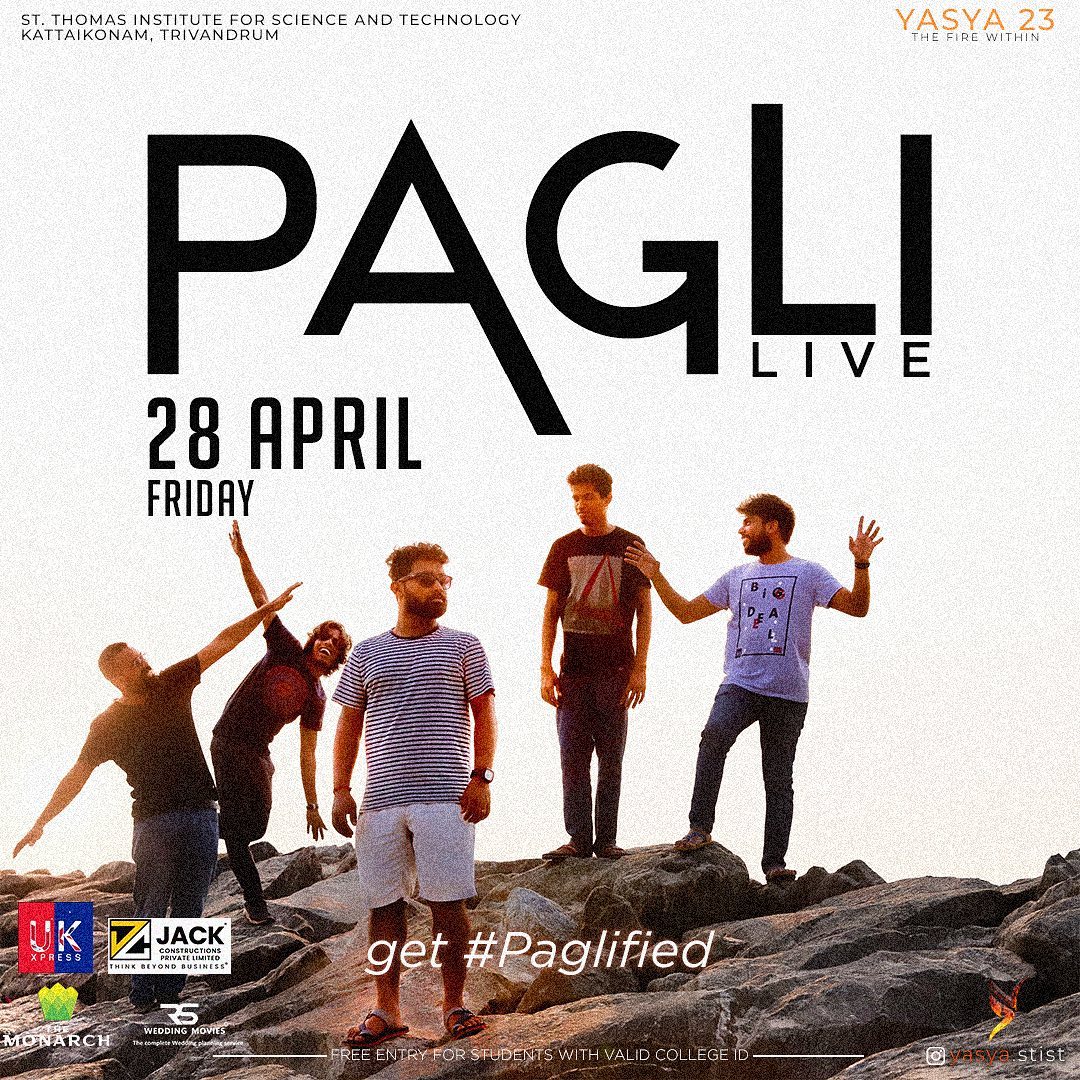 ST. THOMAS INSTITUTE FOR SCIENCE AND TECHNOLOGY
KATTAIKONAM, TRIVANDRUM
YASYA 23
THE FIRE WITHIN
PAGLI
LIVE
28 APRIL
FRIDAY
BIG
DEAL
UK
XPRESS
JACK
CONSTRUCTIONS
PRIVATE LIMITED
THINK BEYOND BUSINESS
get #Paglified
THE
MONARCH
RS
WEDDING MOVIES
The complete Wedding planning service
FREE ENTRY FOR STUDENTS WITH VALID COLLEGE ID
yasya.stist